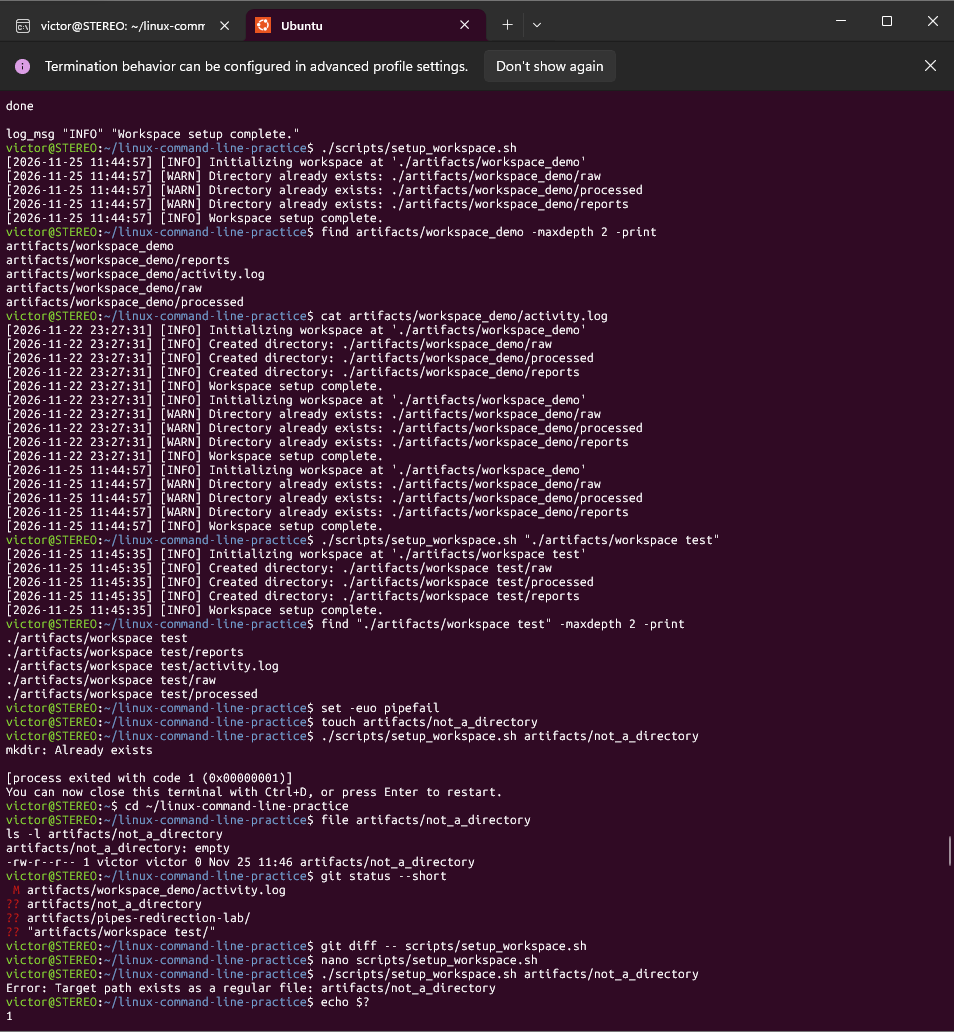 victor@STEREO: ~/linux-comm
Ubuntu
Termination behavior can be configured in advanced profile settings.
Don't show again
done
log_msg "INFO" "Workspace setup complete."
victor@STEREO:~/linux-command-line-practice$ ./scripts/setup_workspace.sh
[2026-11-25 11:44:57] [INFO] Initializing workspace at './artifacts/workspace_demo'
[2026-11-25 11:44:57] [WARN] Directory already exists: ./artifacts/workspace_demo/raw
[2026-11-25 11:44:57] [WARN] Directory already exists: ./artifacts/workspace_demo/processed
[2026-11-25 11:44:57] [WARN] Directory already exists: ./artifacts/workspace_demo/reports
[2026-11-25 11:44:57] [INFO] Workspace setup complete.
victor@STEREO:~/linux-command-line-practice$ find artifacts/workspace_demo -maxdepth 2 -print
artifacts/workspace_demo
artifacts/workspace_demo/reports
artifacts/workspace_demo/activity.log
artifacts/workspace_demo/raw
artifacts/workspace_demo/processed
victor@STEREO:~/linux-command-line-practice$ cat artifacts/workspace_demo/activity.log
[2026-11-22 23:27:31] [INFO] Initializing workspace at './artifacts/workspace_demo'
[2026-11-22 23:27:31] [INFO] Created directory: ./artifacts/workspace_demo/raw
[2026-11-22 23:27:31] [INFO] Created directory: ./artifacts/workspace_demo/processed
[2026-11-22 23:27:31] [INFO] Created directory: ./artifacts/workspace_demo/reports
[2026-11-22 23:27:31] [INFO] Workspace setup complete.
[2026-11-22 23:27:31] [INFO] Initializing workspace at './artifacts/workspace_demo'
[2026-11-22 23:27:31] [WARN] Directory already exists: ./artifacts/workspace_demo/raw
[2026-11-22 23:27:31] [WARN] Directory already exists: ./artifacts/workspace_demo/processed
[2026-11-22 23:27:31] [WARN] Directory already exists: ./artifacts/workspace_demo/reports
[2026-11-22 23:27:31] [INFO] Workspace setup complete.
[2026-11-25 11:44:57] [INFO] Initializing workspace at './artifacts/workspace_demo'
[2026-11-25 11:44:57] [WARN] Directory already exists: ./artifacts/workspace_demo/raw
[2026-11-25 11:44:57] [WARN] Directory already exists: ./artifacts/workspace_demo/processed
[2026-11-25 11:44:57] [WARN] Directory already exists: ./artifacts/workspace_demo/reports
[2026-11-25 11:44:57] [INFO] Workspace setup complete.
victor@STEREO:~/linux-command-line-practice$ ./scripts/setup_workspace.sh "./artifacts/workspace test"
[2026-11-25 11:45:35] [INFO] Initializing workspace at './artifacts/workspace test'
[2026-11-25 11:45:35] [INFO] Created directory: ./artifacts/workspace test/raw
[2026-11-25 11:45:35] [INFO] Created directory: ./artifacts/workspace test/processed
[2026-11-25 11:45:35] [INFO] Created directory: ./artifacts/workspace test/reports
[2026-11-25 11:45:35] [INFO] Workspace setup complete.
victor@STEREO:~/linux-command-line-practice$ find "./artifacts/workspace test" -maxdepth 2 -print
./artifacts/workspace test
./artifacts/workspace test/reports
./artifacts/workspace test/activity.log
./artifacts/workspace test/raw
./artifacts/workspace test/processed
victor@STEREO:~/linux-command-line-practice$ set -euo pipefail
victor@STEREO:~/linux-command-line-practice$ touch artifacts/not_a_directory
victor@STEREO:~/linux-command-line-practice$ ./scripts/setup_workspace.sh artifacts/not_a_directory
mkdir: Already exists
[process exited with code 1 (0x00000001)]
You can now close this terminal with Ctrl+D, or press Enter to restart.
victor@STEREO:~$ cd ~/linux-command-line-practice
victor@STEREO:~/linux-command-line-practice$ file artifacts/not_a_directory
ls -l artifacts/not_a_directory
artifacts/not_a_directory: empty
-rw-r--r-- 1 victor victor 0 Nov 25 11:46 artifacts/not_a_directory
victor@STEREO:~/linux-command-line-practice$ git status --short
 M artifacts/workspace_demo/activity.log
?? artifacts/not_a_directory
?? artifacts/pipes-redirection-lab/
?? "artifacts/workspace test/"
victor@STEREO:~/linux-command-line-practice$ git diff -- scripts/setup_workspace.sh
victor@STEREO:~/linux-command-line-practice$ nano scripts/setup_workspace.sh
victor@STEREO:~/linux-command-line-practice$ ./scripts/setup_workspace.sh artifacts/not_a_directory
Error: Target path exists as a regular file: artifacts/not_a_directory
victor@STEREO:~/linux-command-line-practice$ echo $?
1